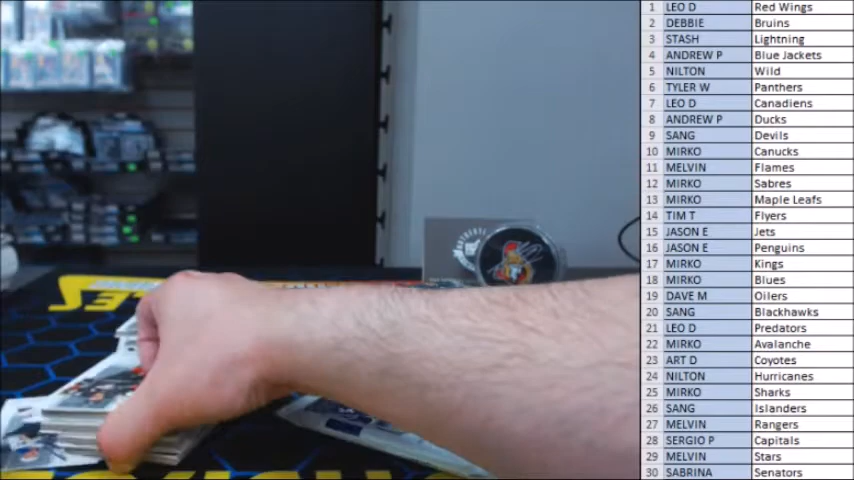 1 LEO D Red Wings
2 DEBBIE Bruins
3 STASH Lightning
4 ANDREW P Blue Jackets
5 NILTON Wild
6 TYLER W Panthers
7 LEO D Canadiens
8 ANDREW P Ducks
9 SANG Devils
10 MIRKO Canucks
11 MELVIN Flames
12 MIRKO Sabres
13 MIRKO Maple Leafs
14 TIM T Flyers
15 JASON E Jets
16 JASON E Penguins
17 MIRKO Kings
18 MIRKO Blues
19 DAVE M Oilers
20 SANG Blackhawks
21 LEO D Predators
22 MIRKO Avalanche
23 ART D Coyotes
24 NILTON Hurricanes
25 MIRKO Sharks
26 SANG Islanders
27 MELVIN Rangers
28 SERGIO P Capitals
29 MELVIN Stars
30 SABRINA Senators